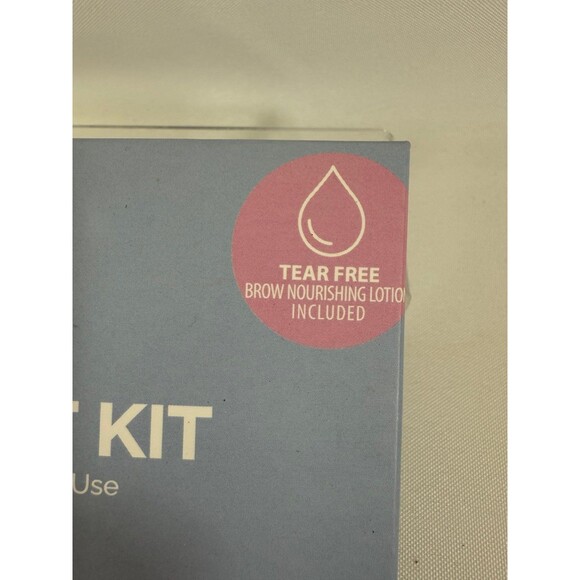 TEAR FREE
BROW NOURISHING LOTIO
INCLUDED
T KIT
Use